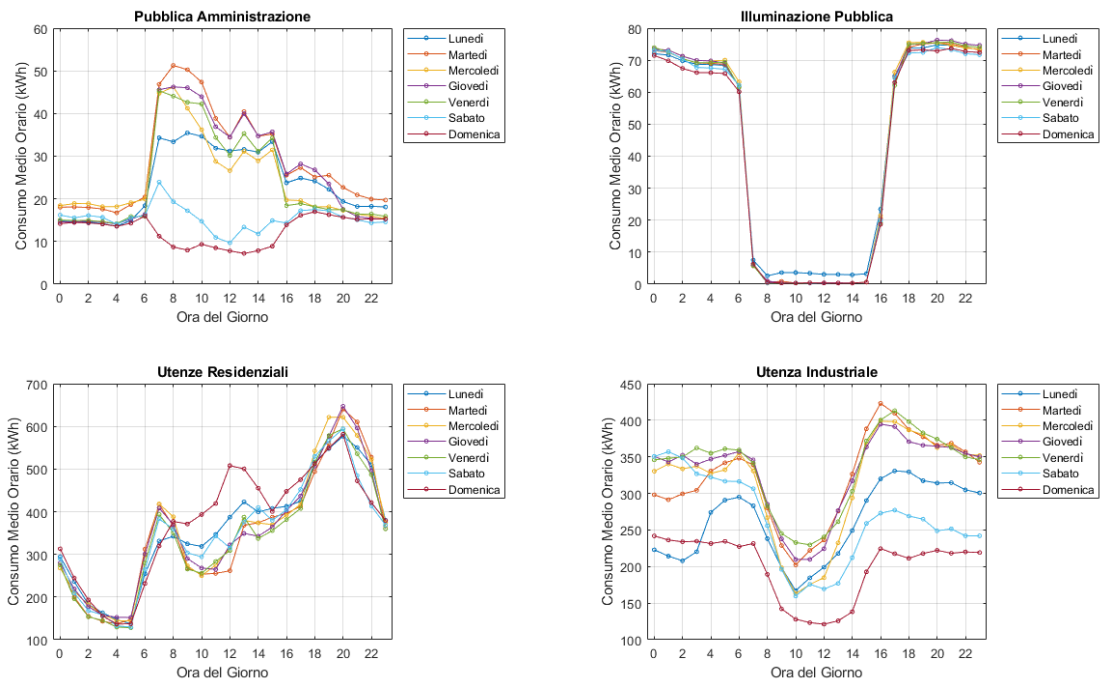 Pubblica Amministrazione
Consumo Medio Orario (kWh)
60
50
40
30
20
10
0
0 2 4 6 8 10 12 14 16 18 20 22
Ora del Giorno
Lunedì
Martedì
Mercoledì
Giovedì
Venerdì
Sabato
Domenica
Illuminazione Pubblica
Consumo Medio Orario (kWh)
80
70
60
50
40
30
20
10
0
0 2 4 6 8 10 12 14 16 18 20 22
Ora del Giorno
Lunedì
Martedì
Mercoledì
Giovedì
Venerdì
Sabato
Domenica
Utenze Residenziali
Consumo Medio Orario (kWh)
700
600
500
400
300
200
100
0 2 4 6 8 10 12 14 16 18 20 22
Ora del Giorno
Lunedì
Martedì
Mercoledì
Giovedì
Venerdì
Sabato
Domenica
Utenza Industriale
Consumo Medio Orario (kWh)
450
400
350
300
250
200
150
100
0 2 4 6 8 10 12 14 16 18 20 22
Ora del Giorno
Lunedì
Martedì
Mercoledì
Giovedì
Venerdì
Sabato
Domenica